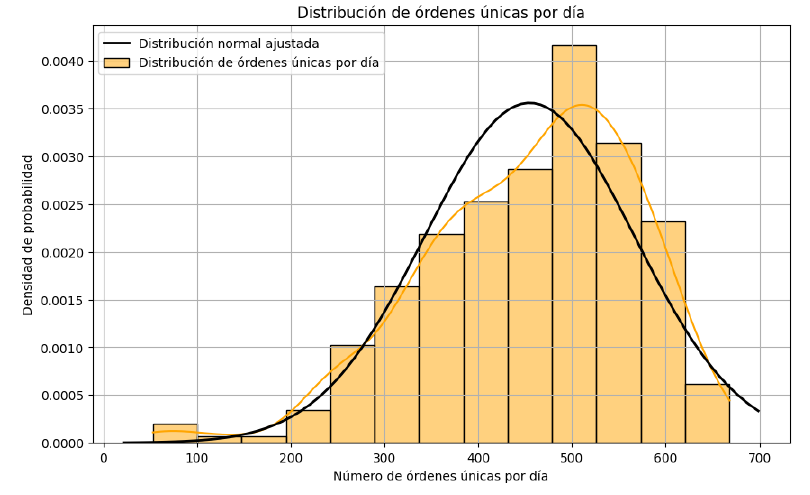 Distribución de órdenes únicas por día
Distribución normal ajustada
Distribución de órdenes únicas por día
Densidad de probabilidad
0.0040
0.0035
0.0030
0.0025
0.0020
0.0015
0.0010
0.0005
0.0000
0 100 200 300 400 500 600 700
Número de órdenes únicas por día